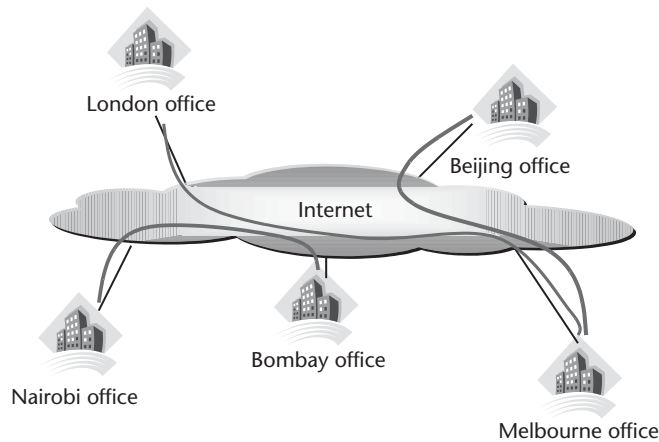 London office
Beijing office
Internet
Bombay office
Nairobi office
Melbourne office